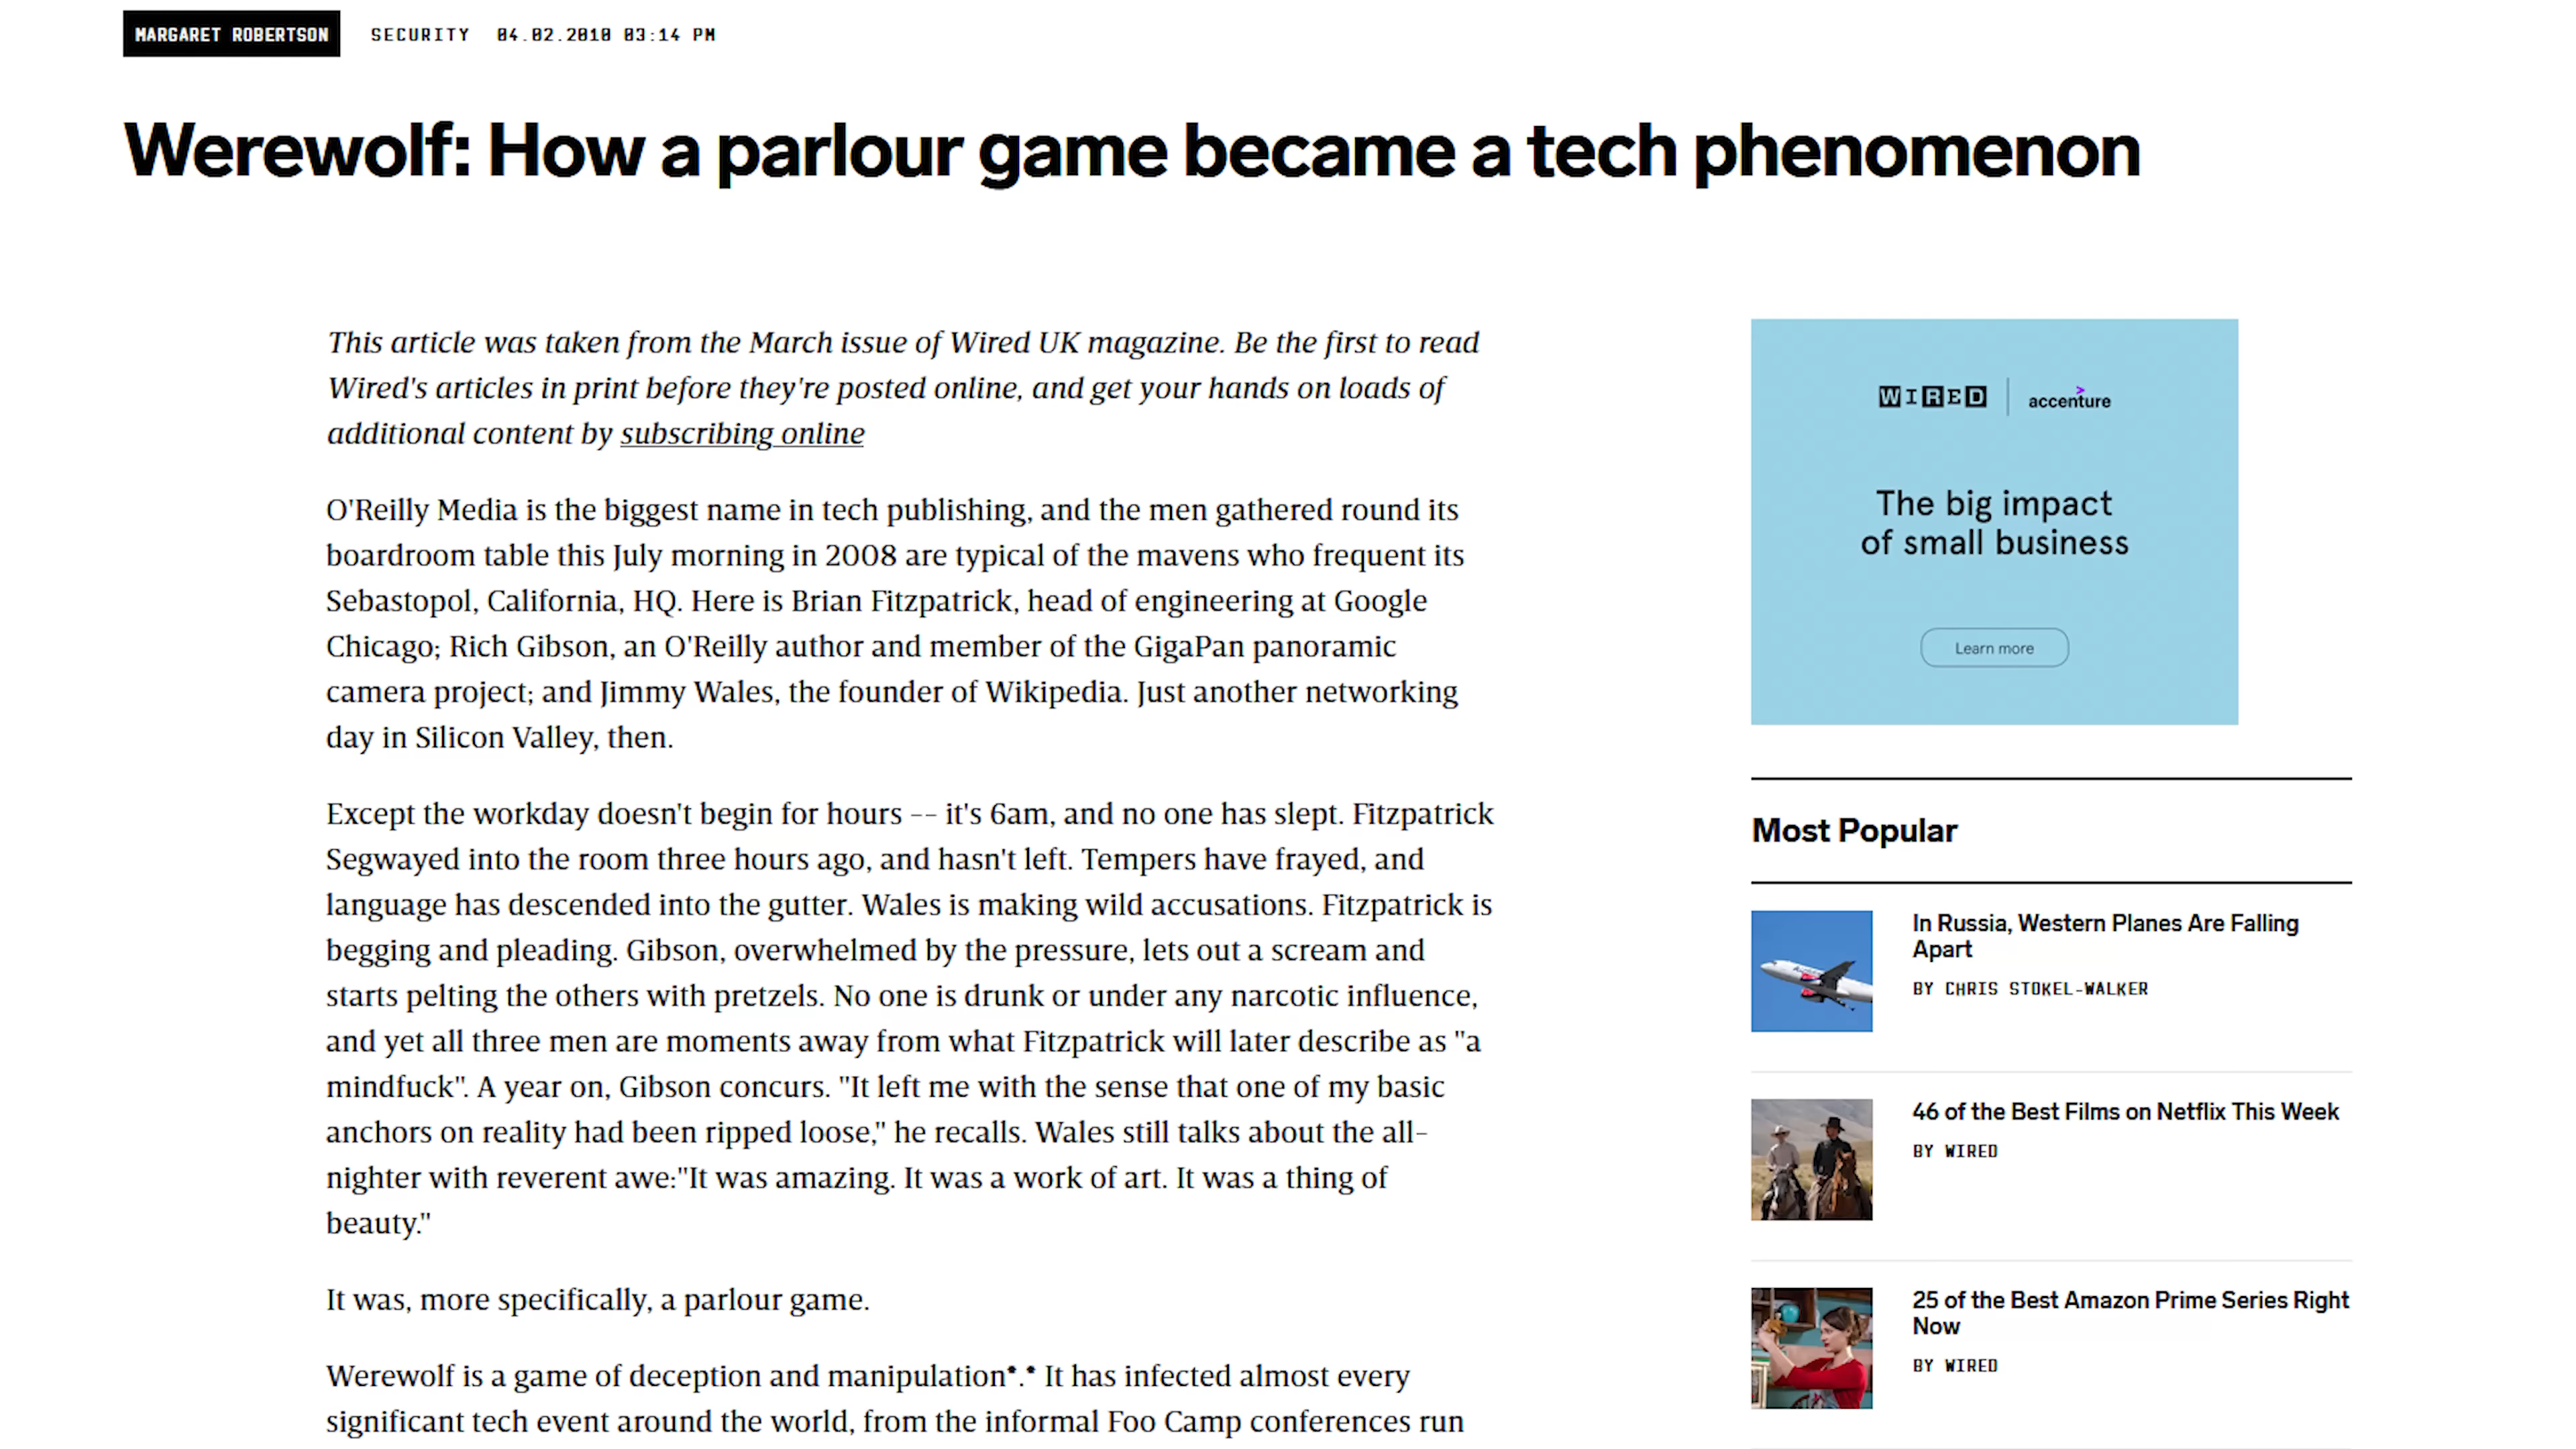 MARGARET ROBERTSON SECURITY 04.02.2010 03:14 PM
Werewolf: How a parlour game became a tech phenomenon
This article was taken from the March issue of Wired UK magazine. Be the first to read
Wired's articles in print before they're posted online, and get your hands on loads of
additional content by subscribing online
O'Reilly Media is the biggest name in tech publishing, and the men gathered round its
boardroom table this July morning in 2008 are typical of the mavens who frequent its
Sebastopol, California, HQ. Here is Brian Fitzpatrick, head of engineering at Google
Chicago; Rich Gibson, an O'Reilly author and member of the GigaPan panoramic
camera project; and Jimmy Wales, the founder of Wikipedia. Just another networking
day in Silicon Valley, then.
Except the workday doesn't begin for hours -- it's 6am, and no one has slept. Fitzpatrick
Segwayed into the room three hours ago, and hasn't left. Tempers have frayed, and
language has descended into the gutter. Wales is making wild accusations. Fitzpatrick is
begging and pleading. Gibson, overwhelmed by the pressure, lets out a scream and
starts pelting the others with pretzels. No one is drunk or under any narcotic influence,
and yet all three men are moments away from what Fitzpatrick will later describe as "a
mindfuck". A year on, Gibson concurs. "It left me with the sense that one of my basic
anchors on reality had been ripped loose," he recalls. Wales still talks about the all-
nighter with reverent awe:"It was amazing. It was a work of art. It was a thing of
beauty."
It was, more specifically, a parlour game.
Werewolf is a game of deception and manipulation*.* It has infected almost every
significant tech event around the world, from the informal Foo Camp conferences run
WIRED | accenture
The big impact
of small business
Learn more
Most Popular
In Russia, Western Planes Are Falling
Apart
BY CHRIS STOKEL-WALKER
46 of the Best Films on Netflix This Week
BY WIRED
25 of the Best Amazon Prime Series Right
Now
BY WIRED